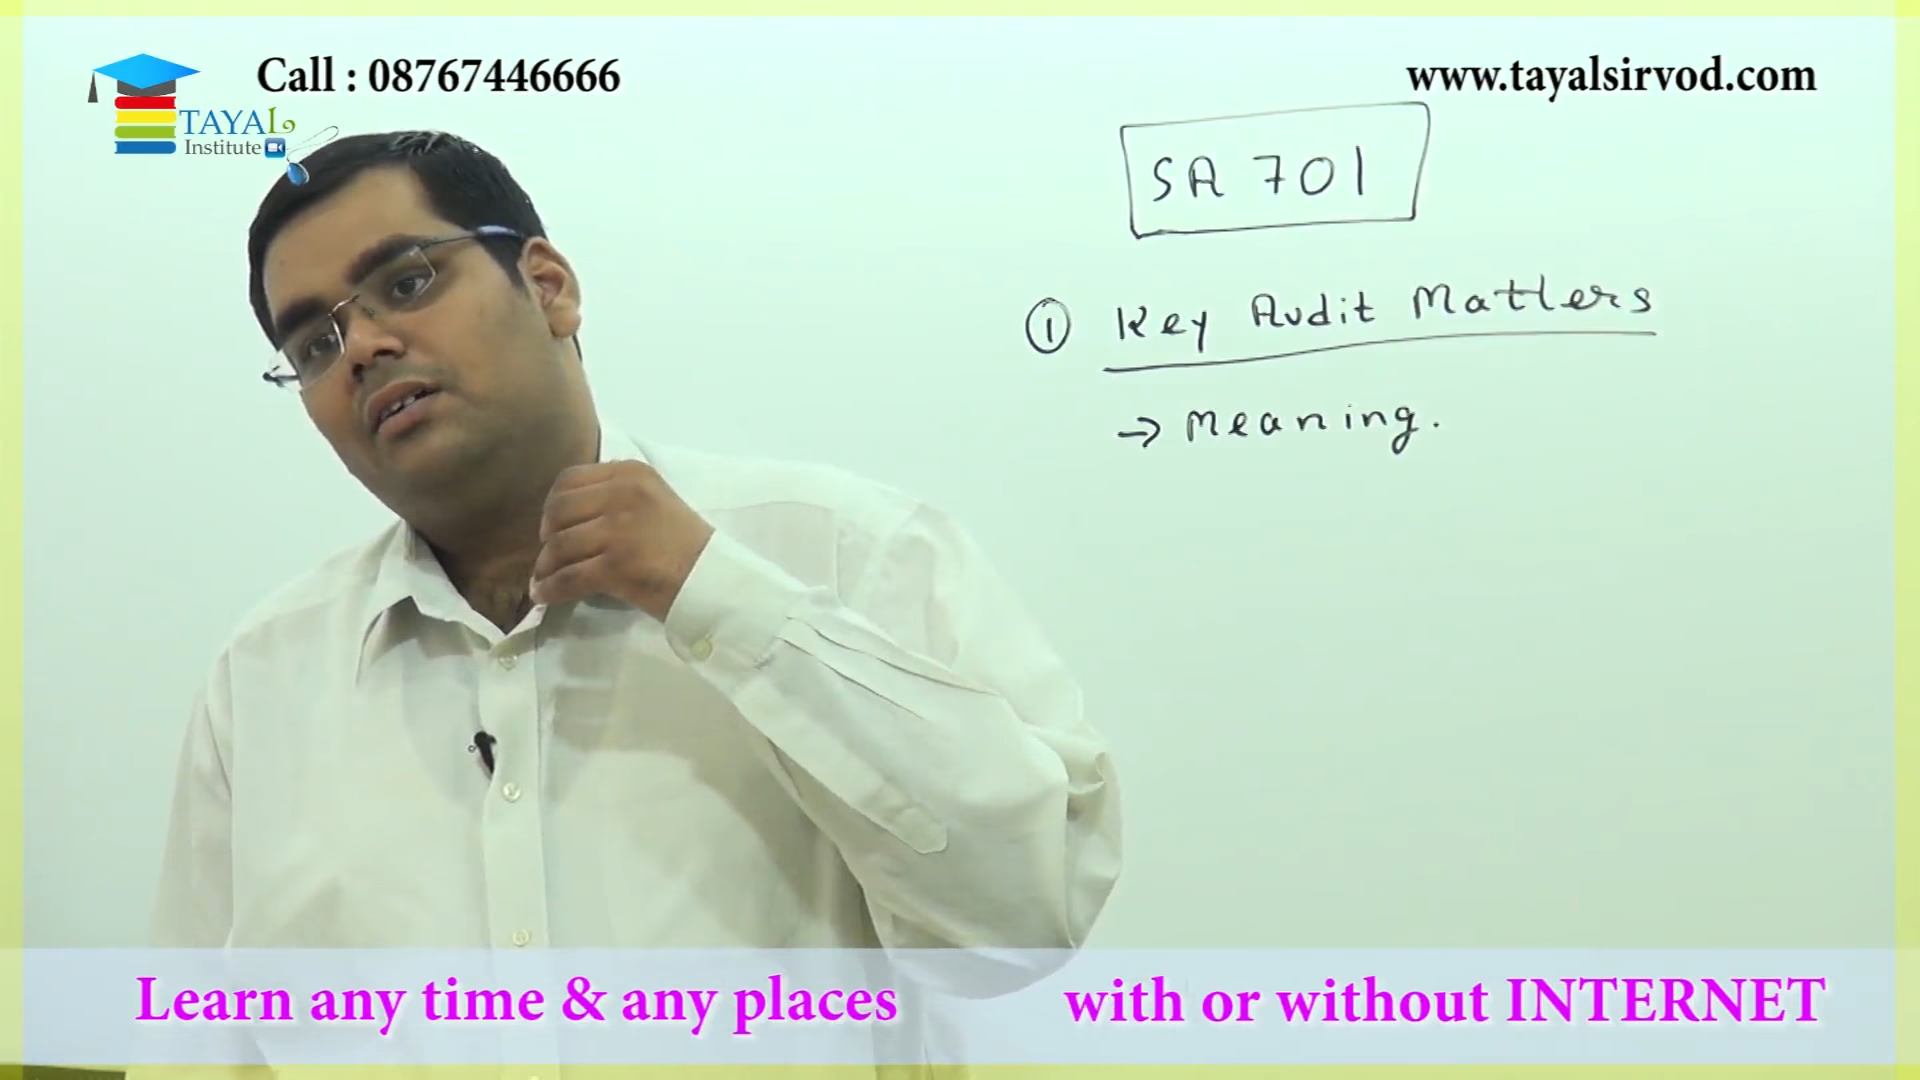 Call : 08767446666
www.tayalsirvod.com
TAYAL
Institute
SA 701
① Key Audit Matters
→ Meaning.
Learn any time & any places
with or without INTERNET